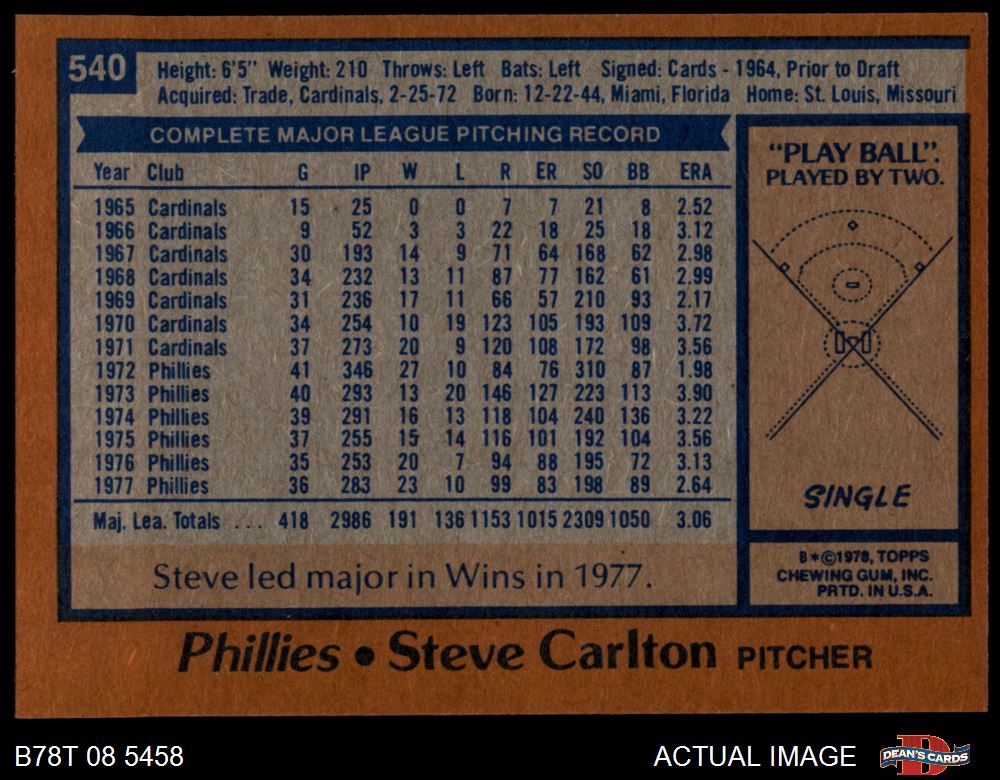 540
Height: 6'5" Weight: 210 Throws: Left Bats: Left Signed: Cards - 1964, Prior to Draft
Acquired: Trade, Cardinals, 2-25-72 Born: 12-22-44, Miami, Florida Home: St. Louis, Missouri
COMPLETE MAJOR LEAGUE PITCHING RECORD
Year Club G IP W L R ER SO BB ERA
1965 Cardinals 15 25 0 0 7 7 21 8 2.52
1966 Cardinals 9 52 3 3 22 18 25 18 3.12
1967 Cardinals 30 193 14 9 71 64 168 62 2.98
1968 Cardinals 34 232 13 11 87 77 162 61 2.99
1969 Cardinals 31 236 17 11 66 57 210 93 2.17
1970 Cardinals 34 254 10 19 123 105 193 109 3.72
1971 Cardinals 37 273 20 9 120 108 172 98 3.56
1972 Phillies 41 346 27 10 84 76 310 87 1.98
1973 Phillies 40 293 13 20 146 127 223 113 3.90
1974 Phillies 39 291 16 13 118 104 240 136 3.22
1975 Phillies 37 255 15 14 116 101 192 104 3.56
1976 Phillies 35 253 20 7 94 88 195 72 3.13
1977 Phillies 36 283 23 10 99 83 198 89 2.64
Maj. Lea. Totals ... 418 2986 191 136 1153 1015 2309 1050 3.06
Steve led major in Wins in 1977.
"PLAY BALL".
PLAYED BY TWO.
SINGLE
B*©1978, TOPPS
CHEWING GUM, INC.
PRTD. IN U.S.A.
Phillies • Steve Carlton PITCHER
B78T 08 5458
ACTUAL IMAGE
D
DEAN'S CARDS